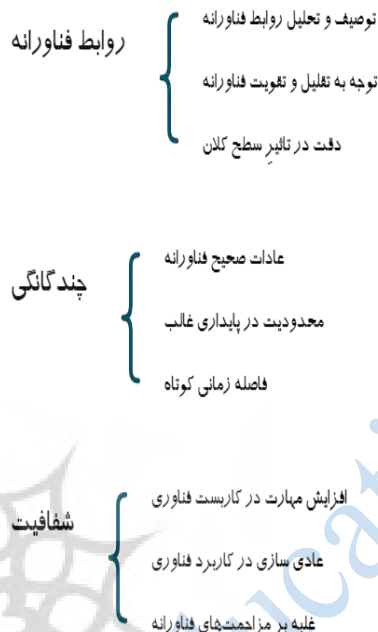 توصیف و تحلیل روابط فناورانه
روابط فناورانه
توجه به تقلیل و تقویت فناورانه
دقت در تاثیرِ سطح کلان
عادات صحیح فناورانه
چندگانگی
محدودیت در پایداری غالب
فاصله زمانی کوتاه
افزایش مهارت در کاربست فناوری
شفافیت
عادی سازی در کاربرد فناوری
غلبه بر مزاحمت‌های فناورانه